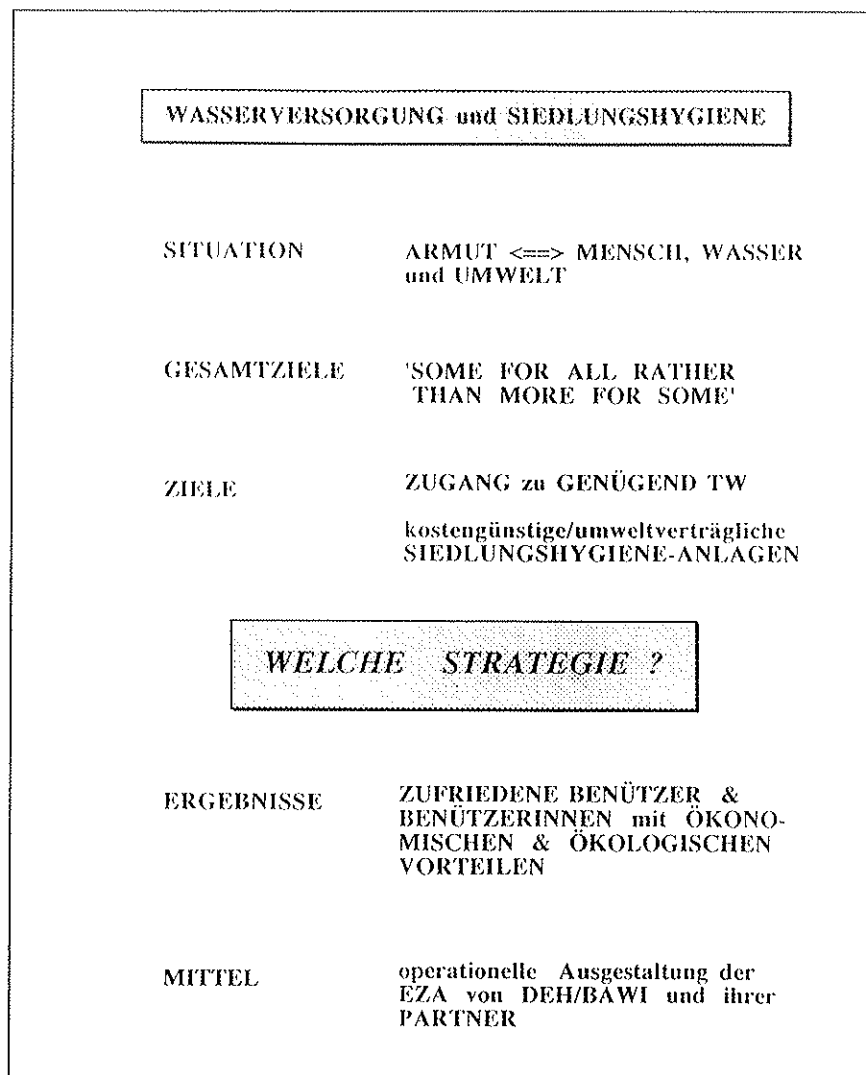 WASSERVERSORGUNG und SIEDLUNGSHYGIENE
SITUATION ARMUT <==> MENSCH, WASSER
und UMWELT
GESAMTZIELE 'SOME FOR ALL RATHER
THAN MORE FOR SOME'
ZIELE ZUGANG zu GENÜGEND TW
kostengünstige/umweltverträgliche
SIEDLUNGSHYGIENE-ANLAGEN
WELCHE STRATEGIE ?
ERGEBNISSE ZUFRIEDENE BENÜTZER &
BENÜTZERINNEN mit ÖKONO-
MISCHEN & ÖKOLOGISCHEN
VORTEILEN
MITTEL operationelle Ausgestaltung der
EZA von DEH/BAWI und ihrer
PARTNER